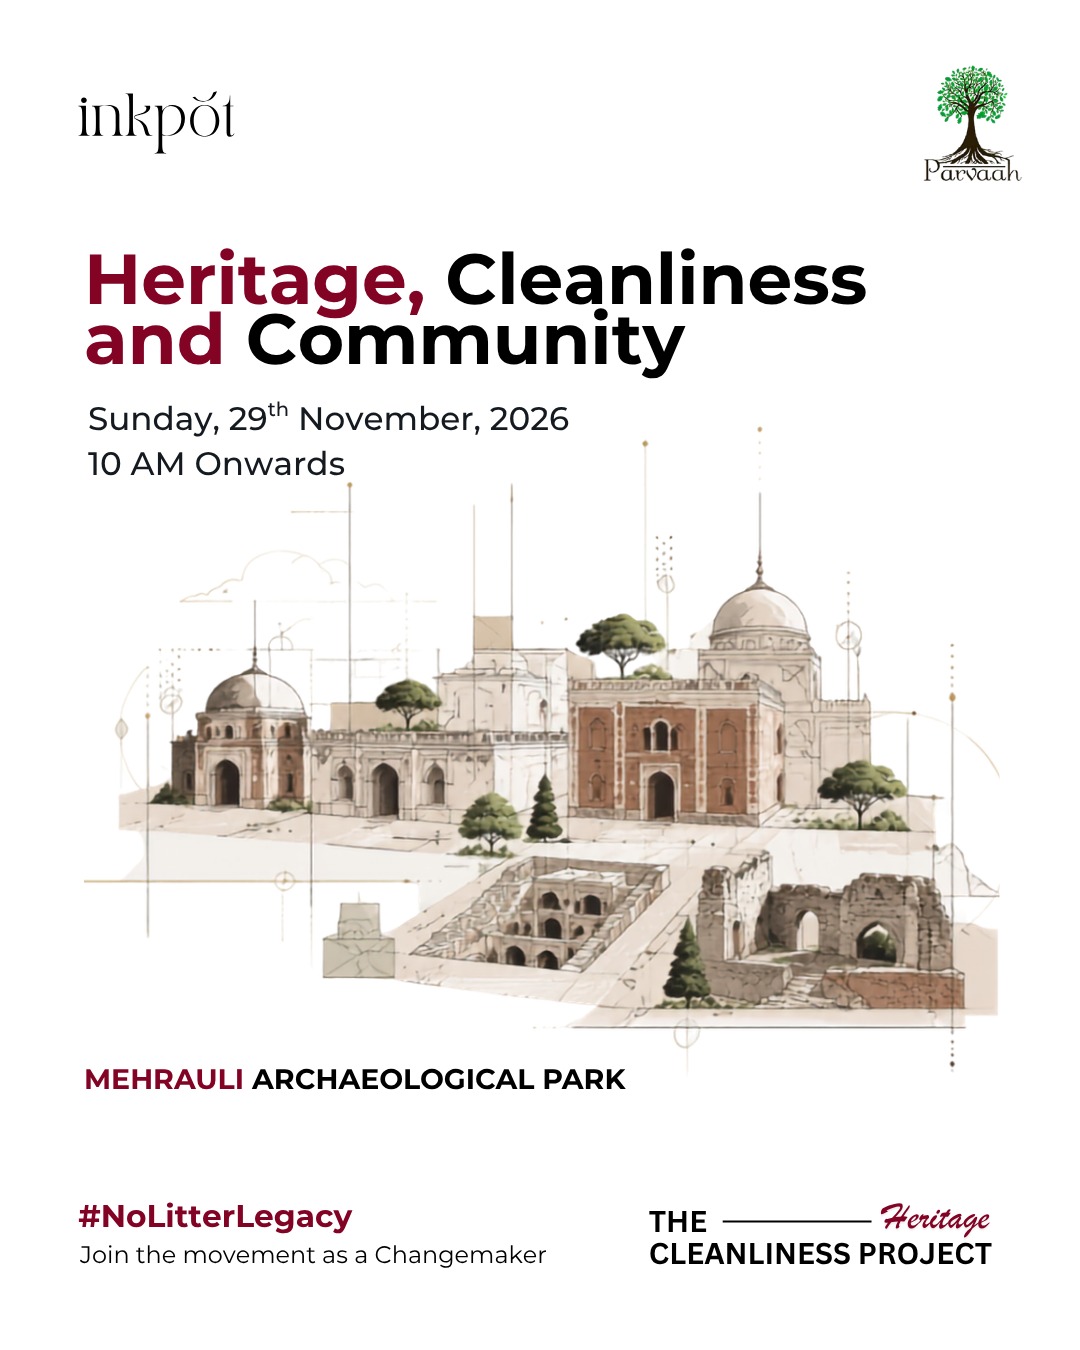 inkpŏt
Parvaah
Heritage, Cleanliness
and Community
Sunday, 29th November, 2026
10 AM Onwards
MEHRAULI ARCHAEOLOGICAL PARK
#NoLitterLegacy
Join the movement as a Changemaker
THE Heritage
CLEANLINESS PROJECT